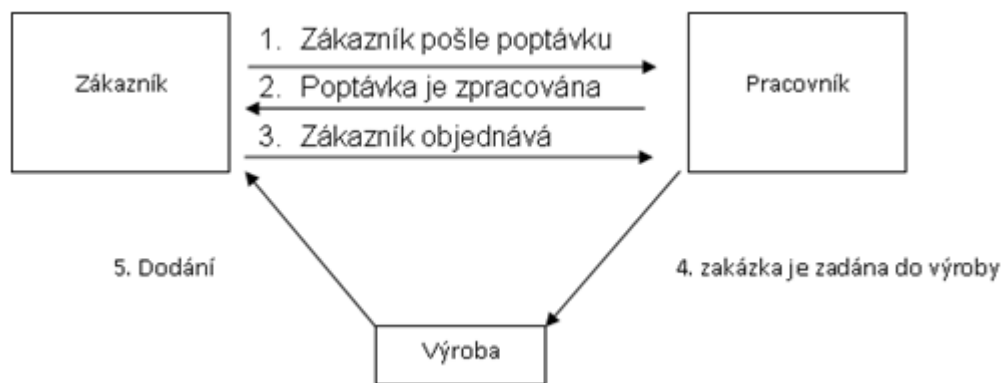 Zákazník
1. Zákazník pošle poptávku
2. Poptávka je zpracována
3. Zákazník objednává
Pracovník
5. Dodání
4. zakázka je zadána do výroby
Výroba